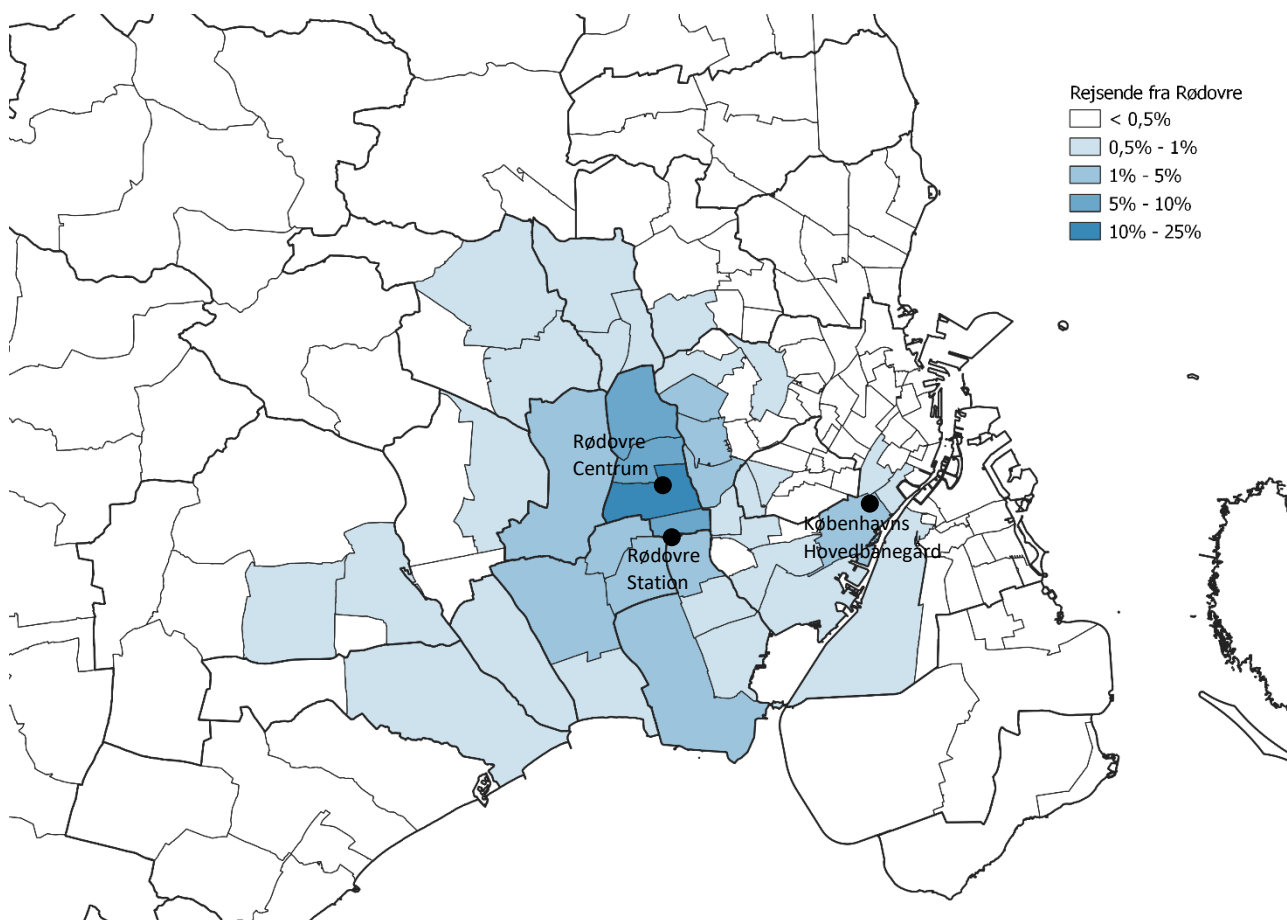 Rejsende fra Rødovre
< 0,5%
0,5% - 1%
1% - 5%
5% - 10%
10% - 25%
Rødovre
Centrum
Københavns
Hovedbanegård
Rødovre
Station